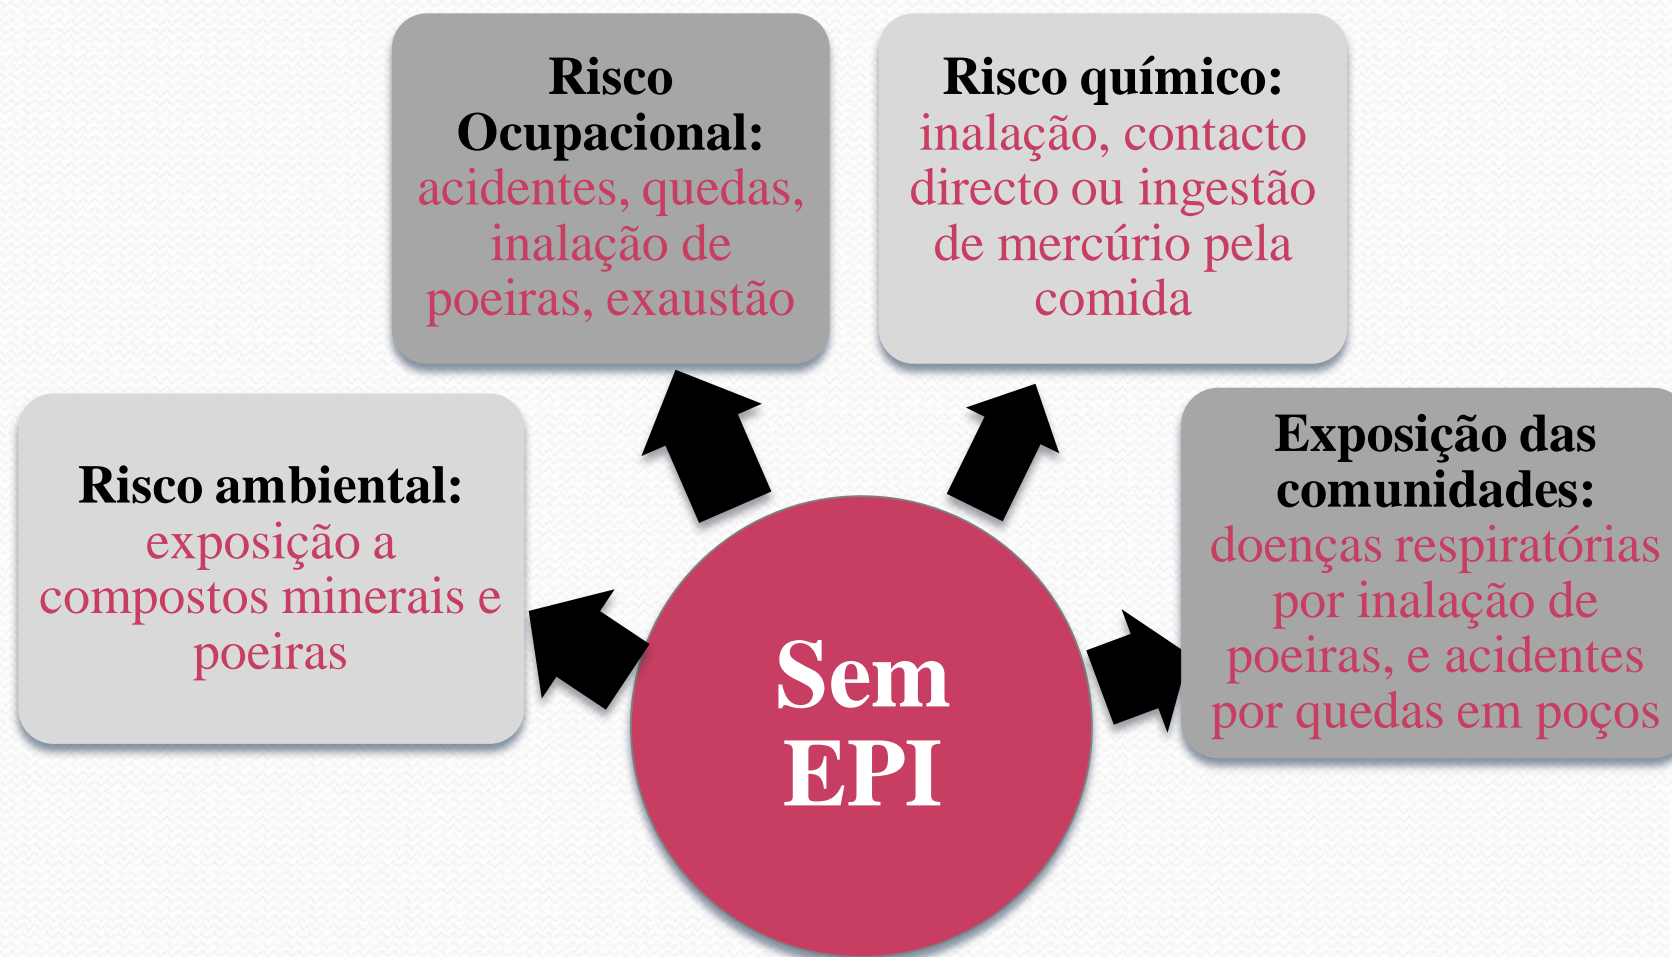 Risco
Ocupacional:
acidentes, quedas,
inalação de
poeiras, exaustão
Risco químico:
inalação, contacto
directo ou ingestão
de mercúrio pela
comida
Risco ambiental:
exposição a
compostos minerais e
poeiras
Exposição das
comunidades:
doenças respiratórias
por inalação de
poeiras, e acidentes
por quedas em poços
Sem
EPI